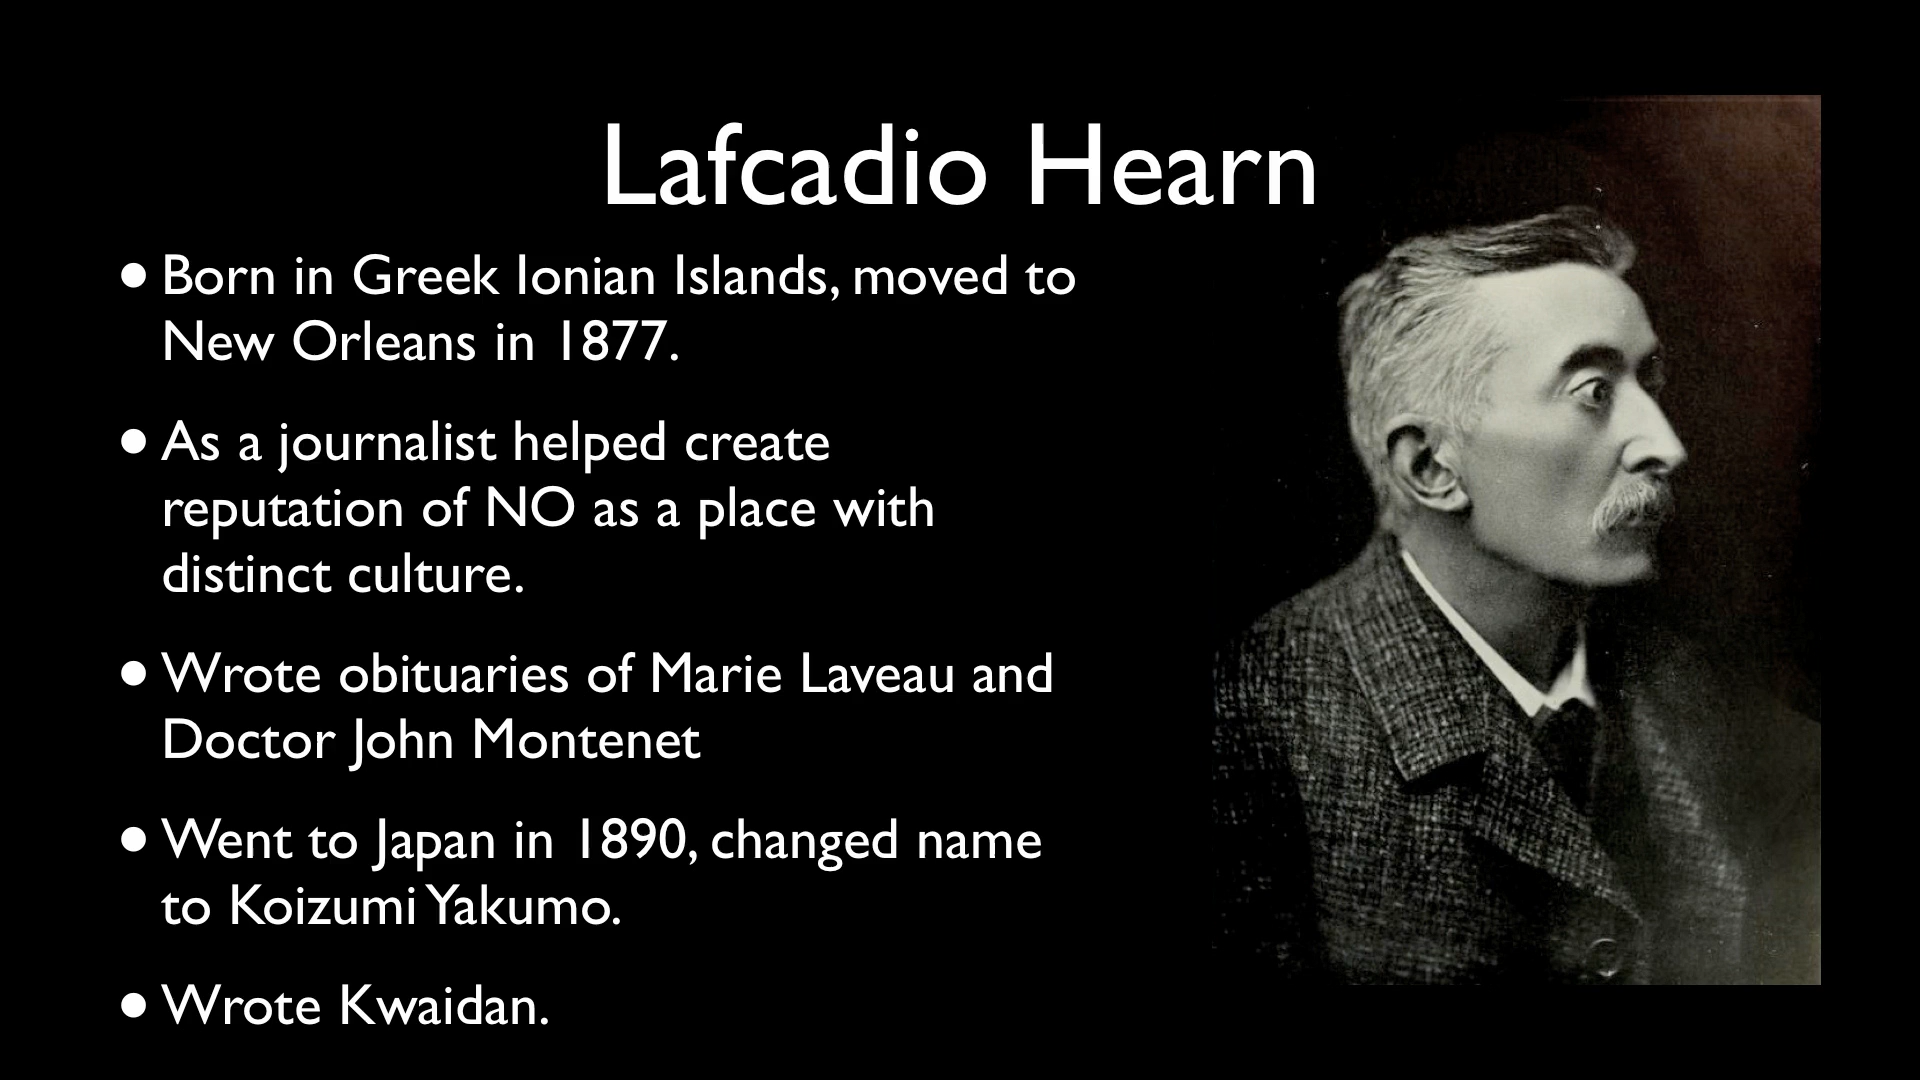 Lafcadio Hearn
• Born in Greek Ionian Islands, moved to
New Orleans in 1877.
• As a journalist helped create
reputation of NO as a place with
distinct culture.
• Wrote obituaries of Marie Laveau and
Doctor John Montenet
• Went to Japan in 1890, changed name
to Koizumi Yakumo.
• Wrote Kwaidan.